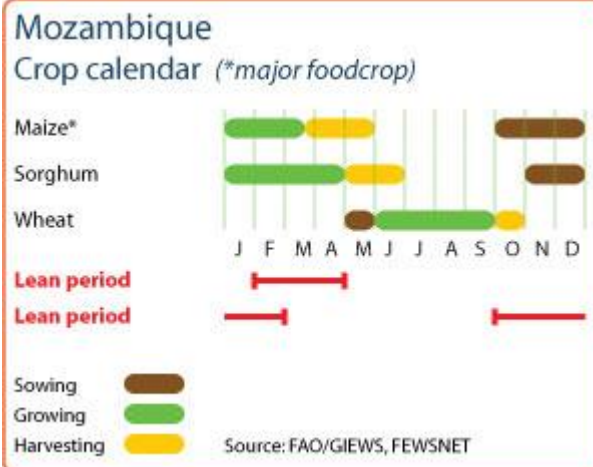 Mozambique
Crop calendar (*major foodcrop)
Maize*
Sorghum
Wheat
J F M A M J J A S O N D
Lean period
Lean period
Sowing
Growing
Harvesting Source: FAO/GIEWS, FEWSNET